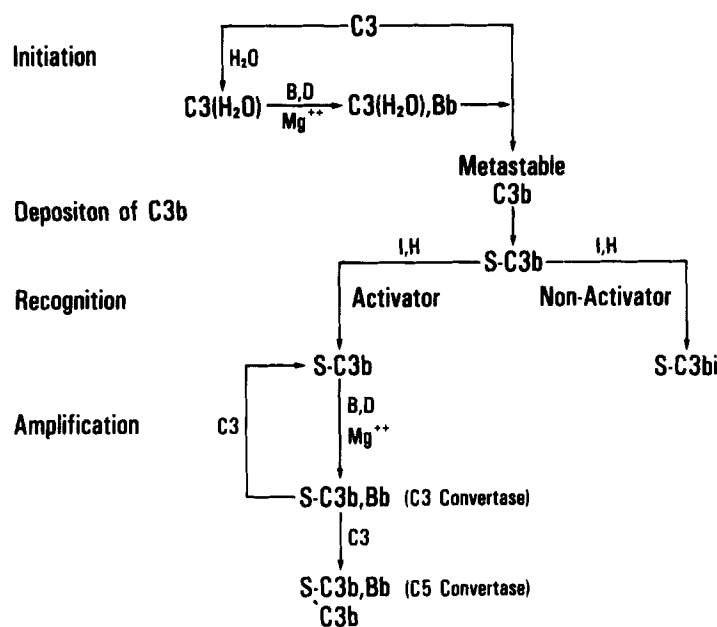 C3
Initiation
H₂O
C3(H₂O) B,D Mg⁺⁺ C3(H₂O),Bb
Metastable
C3b
Depositon of C3b
I,H S-C3b I,H
Recognition
Activator Non-Activator
S-C3b S-C3bi
B,D
Amplification
C3
Mg⁺⁺
S-C3b,Bb (C3 Convertase)
C3
S-C3b,Bb (C5 Convertase)
C3b